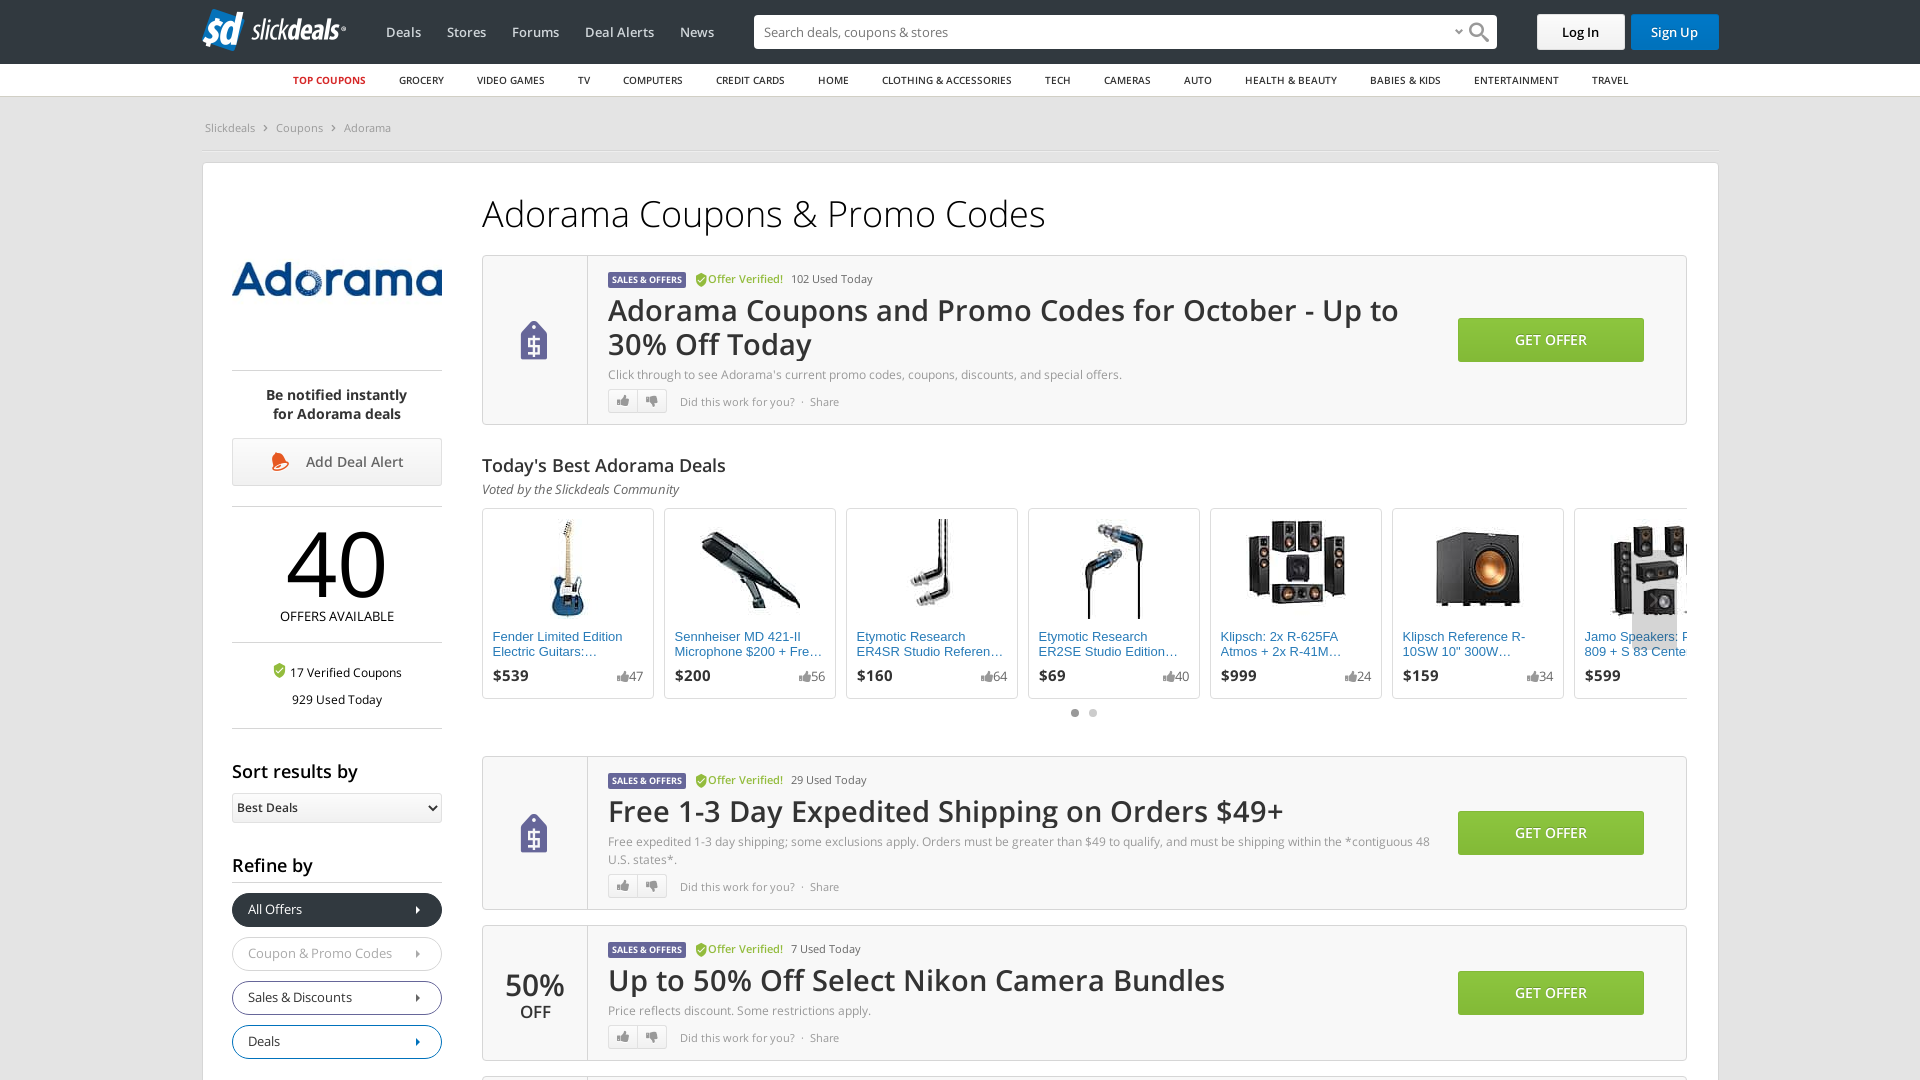 sd slickdeals
Deals
Stores
Forums
Deal Alerts
News
Search deals, coupons & stores
Log In
Sign Up
TOP COUPONS
GROCERY
VIDEO GAMES
TV
COMPUTERS
CREDIT CARDS
HOME
CLOTHING & ACCESSORIES
TECH
CAMERAS
AUTO
HEALTH & BEAUTY
BABIES & KIDS
ENTERTAINMENT
TRAVEL
Slickdeals
Coupons
Adorama
Adorama
Be notified instantly
for Adorama deals
Add Deal Alert
40
OFFERS AVAILABLE
17 Verified Coupons
929 Used Today
Sort results by
Best Deals
Refine by
All Offers
Coupon & Promo Codes
Sales & Discounts
Deals
Adorama Coupons & Promo Codes
SALES & OFFERS Offer Verified! 102 Used Today
Adorama Coupons and Promo Codes for October - Up to
30% Off Today
Click through to see Adorama's current promo codes, coupons, discounts, and special offers.
Did this work for you? · Share
GET OFFER
Today's Best Adorama Deals
Voted by the Slickdeals Community
Fender Limited Edition
Electric Guitars:...
$539 47
Sennheiser MD 421-II
Microphone $200 + Fre...
$200 56
Etymotic Research
ER4SR Studio Referen...
$160 64
Etymotic Research
ER2SE Studio Edition...
$69 40
Klipsch: 2x R-625FA
Atmos + 2x R-41M...
$999 24
Klipsch Reference R-
10SW 10" 300W...
$159 34
Jamo Speakers:
809 + S 83 Cente
$599
SALES & OFFERS Offer Verified! 29 Used Today
Free 1-3 Day Expedited Shipping on Orders $49+
Free expedited 1-3 day shipping; some exclusions apply. Orders must be greater than $49 to qualify, and must be shipping within the *contiguous 48
U.S. states*.
Did this work for you? · Share
GET OFFER
50%
OFF
SALES & OFFERS Offer Verified! 7 Used Today
Up to 50% Off Select Nikon Camera Bundles
Price reflects discount. Some restrictions apply.
Did this work for you? · Share
GET OFFER